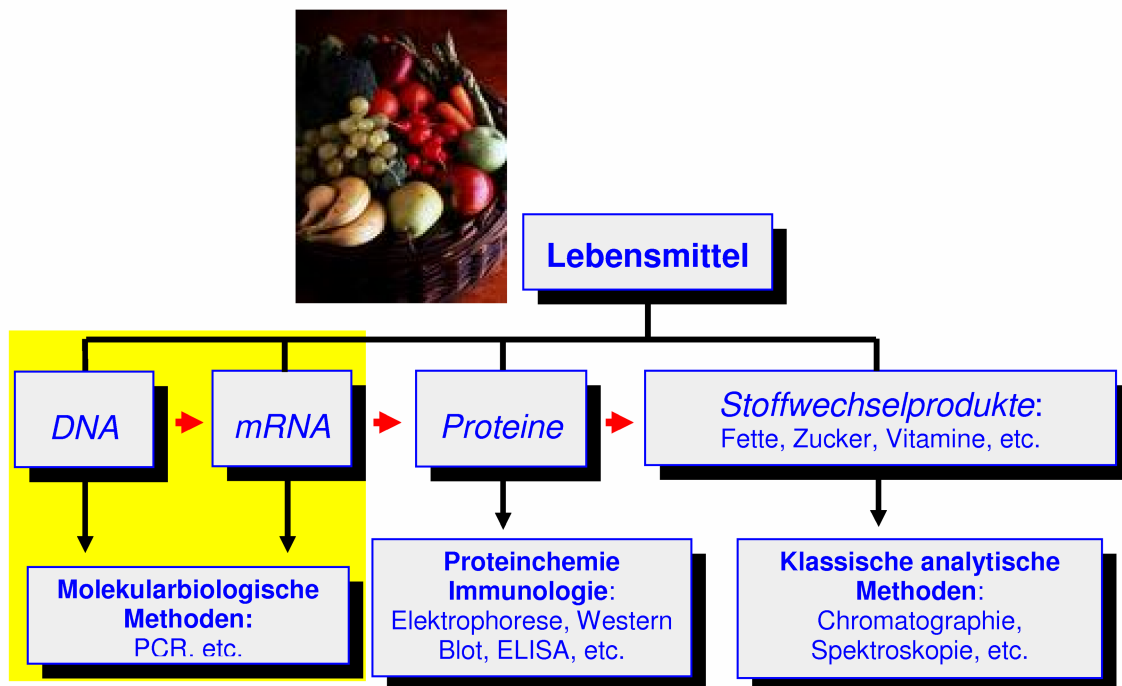 Lebensmittel
DNA
mRNA
Proteine
Stoffwechselprodukte:
Fette, Zucker, Vitamine, etc.
Molekularbiologische
Methoden:
PCR, etc.
Proteinchemie
Immunologie:
Elektrophorese, Western
Blot, ELISA, etc.
Klassische analytische
Methoden:
Chromatographie,
Spektroskopie, etc.